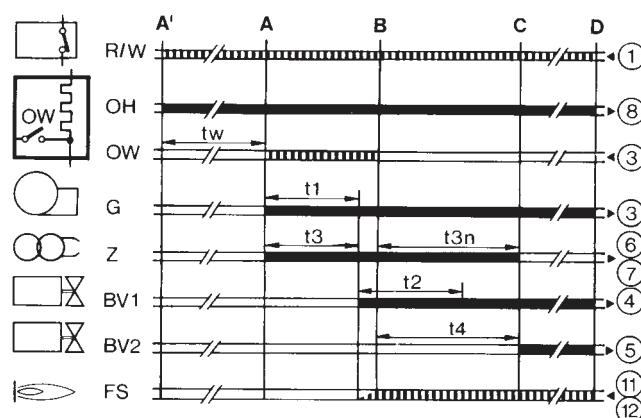 A' A B C D
R/W 1
OH 8
OW
tw
OW 3
t1
G 3
t3 t3n 6
Z 7
t2
BV1 4
t4
BV2 5
FS 11
12